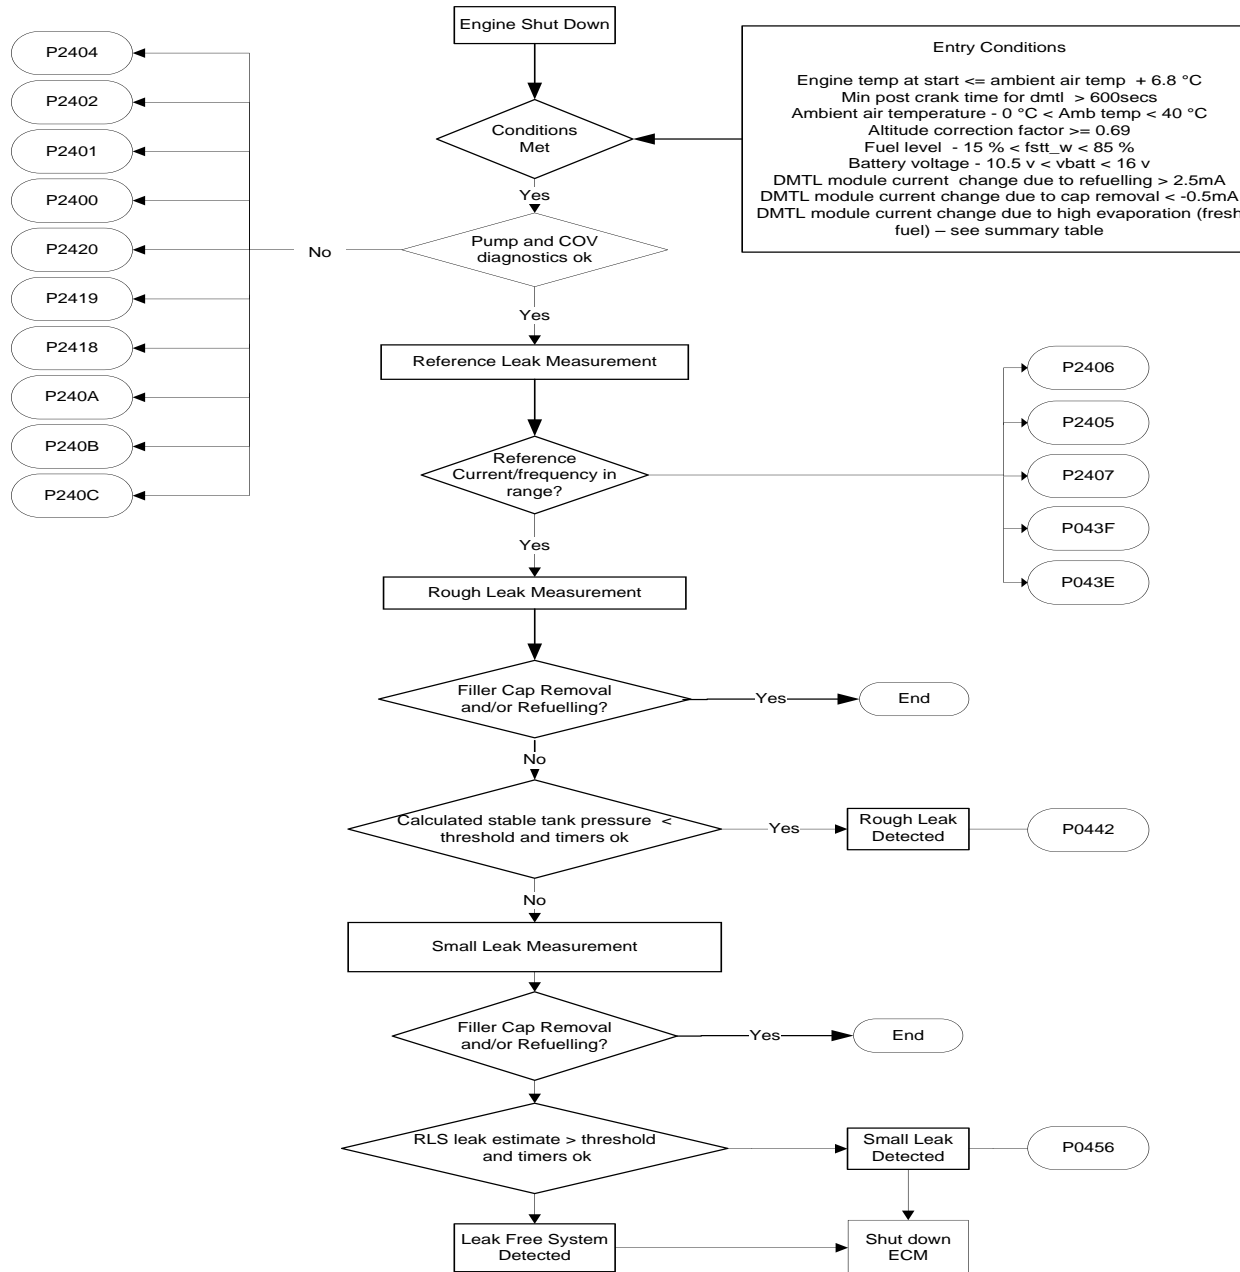 Engine Shut Down
Entry Conditions
Engine temp at start <= ambient air temp + 6.8 °C
Min post crank time for dmtl > 600secs
Ambient air temperature - 0 °C < Amb temp < 40 °C
Altitude correction factor >= 0.69
Fuel level - 15 % < fstt_w < 85 %
Battery voltage - 10.5 v < vbatt < 16 v
DMTL module current change due to refuelling > 2.5mA
DMTL module current change due to cap removal < -0.5mA
DMTL module current change due to high evaporation (fresh
fuel) – see summary table
P2404
P2402
P2401
P2400
P2420
P2419
P2418
P240A
P240B
P240C
Conditions
Met
Yes
Pump and COV
diagnostics ok
No
Yes
Reference Leak Measurement
Reference
Current/frequency in
range?
P2406
P2405
P2407
P043F
P043E
Yes
Rough Leak Measurement
Filler Cap Removal
and/or Refuelling?
Yes
End
No
Calculated stable tank pressure <
threshold and timers ok
Yes
Rough Leak
Detected
P0442
No
Small Leak Measurement
Filler Cap Removal
and/or Refuelling?
Yes
End
RLS leak estimate > threshold
and timers ok
Small Leak
Detected
P0456
Leak Free System
Detected
Shut down
ECM